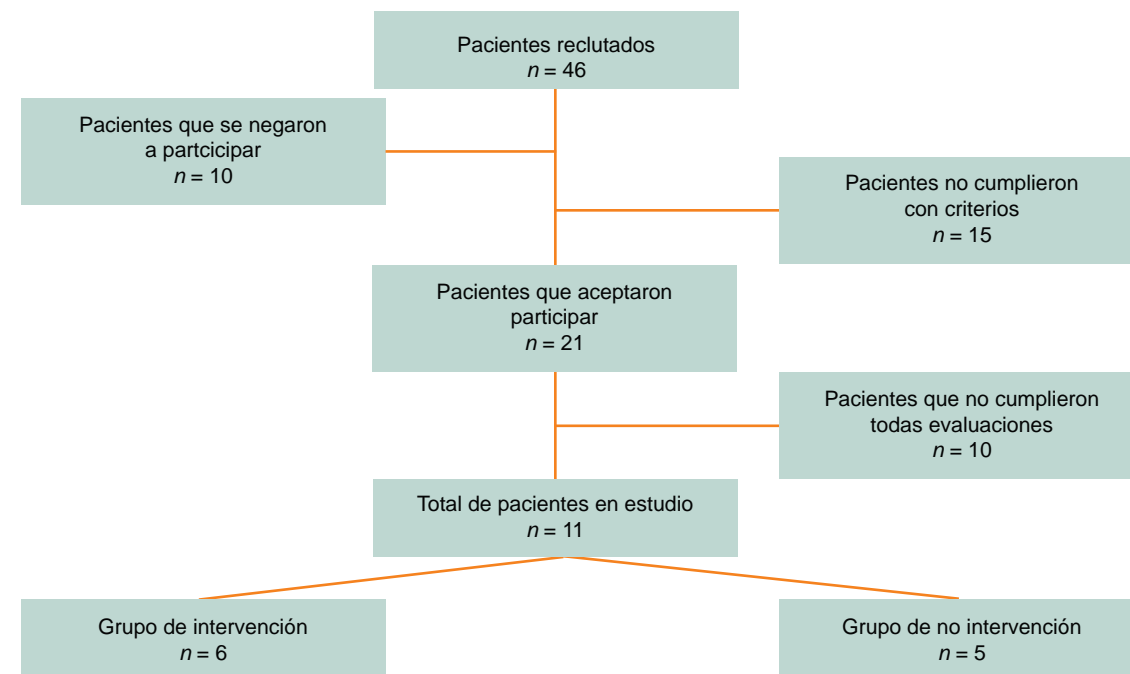 Pacientes reclutados
n = 46
Pacientes que se negaron
a partcicipar
n = 10
Pacientes no cumplieron
con criterios
n = 15
Pacientes que aceptaron
participar
n = 21
Pacientes que no cumplieron
todas evaluaciones
n = 10
Total de pacientes en estudio
n = 11
Grupo de intervención
n = 6
Grupo de no intervención
n = 5